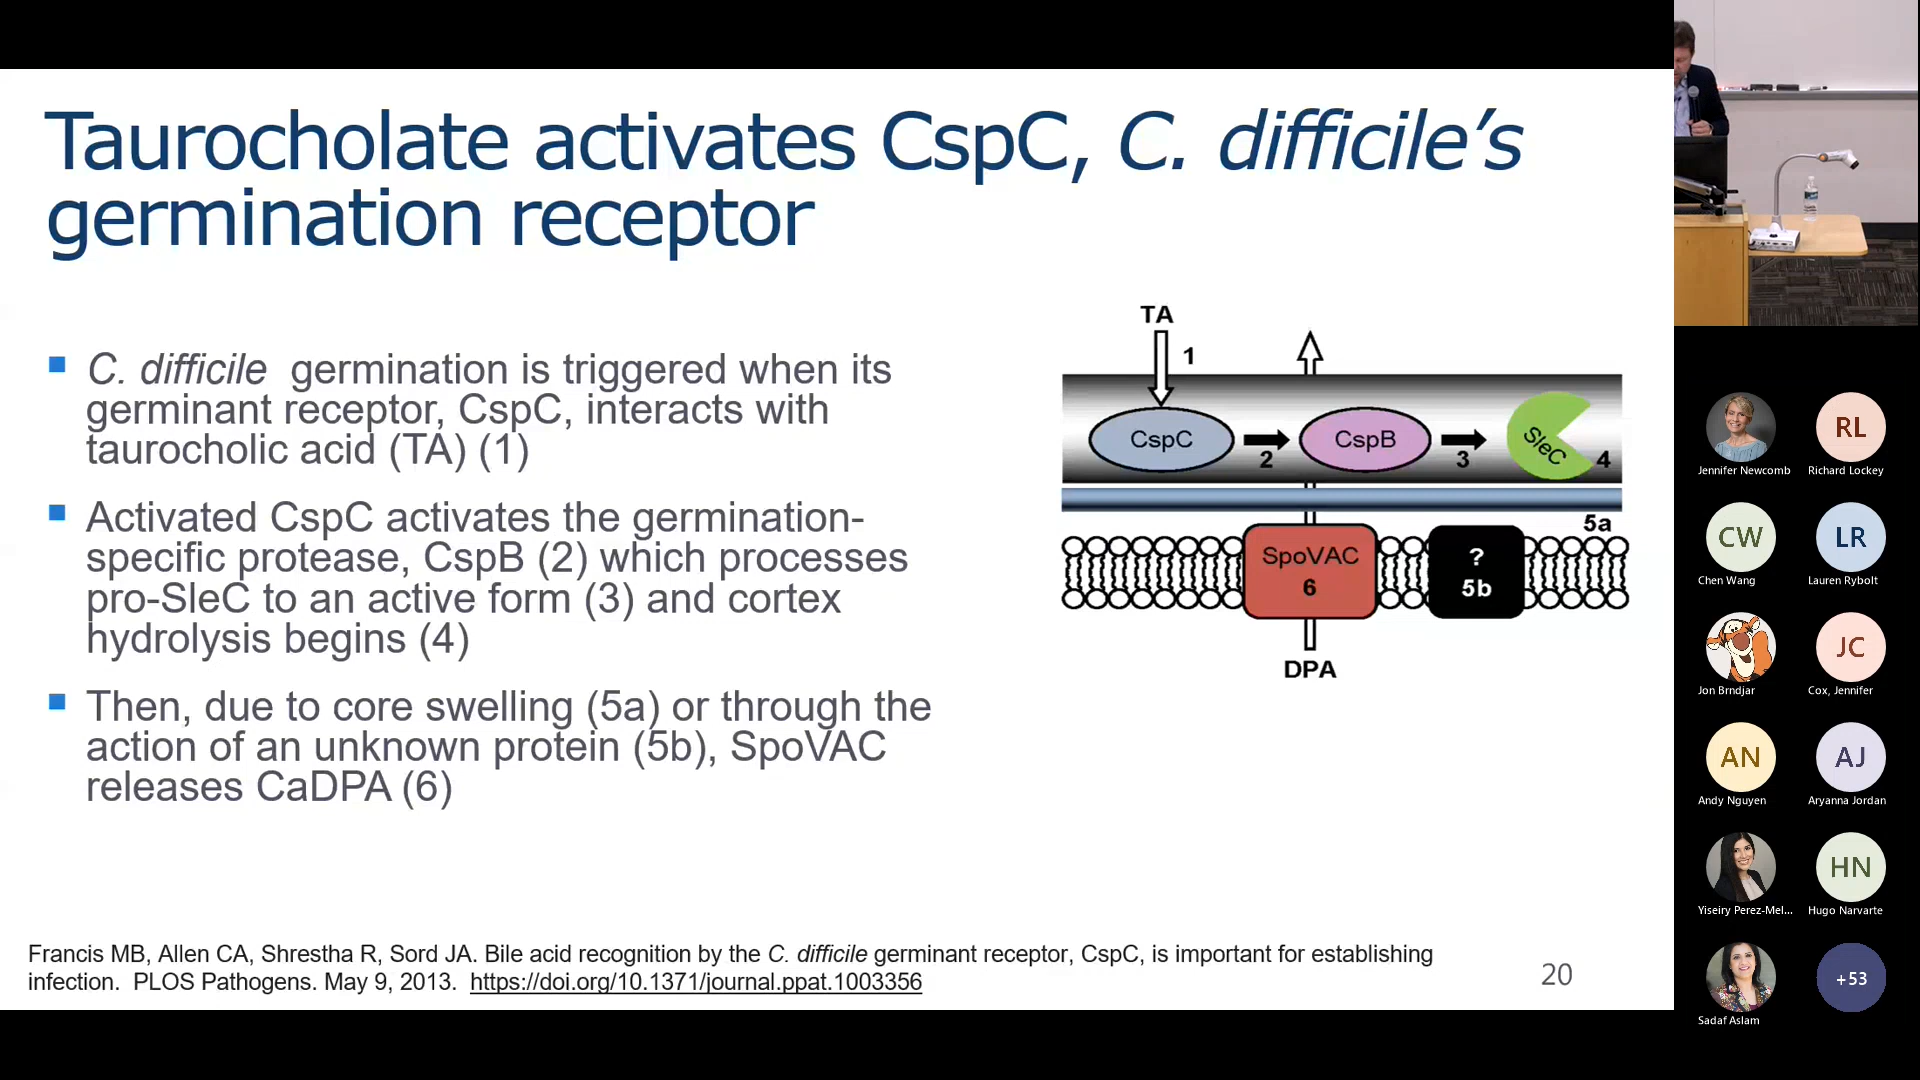 Taurocholate activates CspC, C. difficile’s
germination receptor
C. difficile germination is triggered when its
germinant receptor, CspC, interacts with
taurocholic acid (TA) (1)
Activated CspC activates the germination-
specific protease, CspB (2) which processes
pro-SleC to an active form (3) and cortex
hydrolysis begins (4)
Then, due to core swelling (5a) or through the
action of an unknown protein (5b), SpoVAC
releases CaDPA (6)
TA
1
CspC
2
CspB
3
SleC
4
5a
SpoVAC
6
?
5b
DPA
Francis MB, Allen CA, Shrestha R, Sord JA. Bile acid recognition by the C. difficile germinant receptor, CspC, is important for establishing
infection. PLOS Pathogens. May 9, 2013. https://doi.org/10.1371/journal.ppat.1003356
20
Jennifer Newcomb
RL
Richard Lockey
CW
Chen Wang
LR
Lauren Rybolt
Jon Brndjar
JC
Cox, Jennifer
AN
Andy Nguyen
AJ
Aryanna Jordan
Yiseiry Perez-Mel...
HN
Hugo Narvarte
Sadaf Aslam
+53